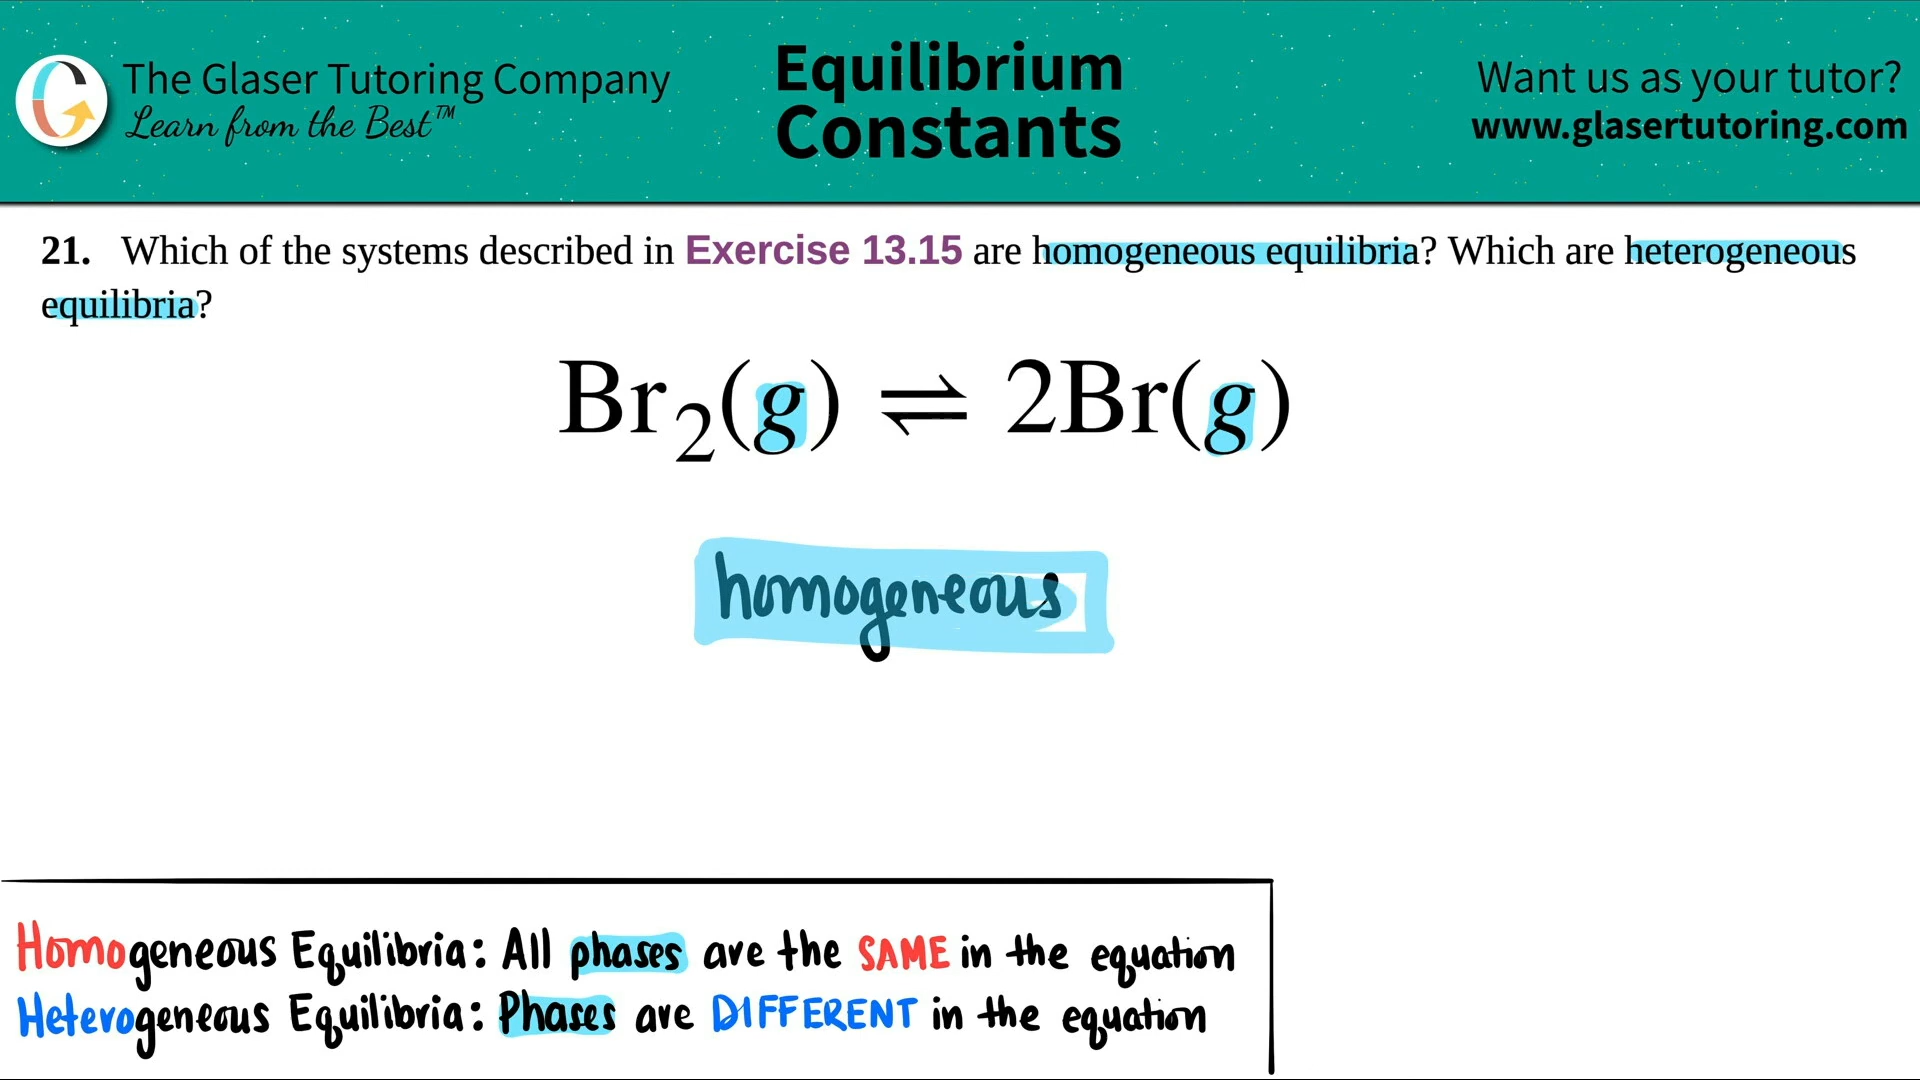 The Glaser Tutoring Company
Learn from the Best™
Equilibrium
Constants
Want us as your tutor?
www.glasertutoring.com
21. Which of the systems described in Exercise 13.15 are homogeneous equilibria? Which are heterogeneous
equilibria?
Br₂(g) ⇌ 2Br(g)
homogeneous
Homogeneous Equilibria: All phases are the SAME in the equation
Heterogeneous Equilibria: Phases are DIFFERENT in the equation